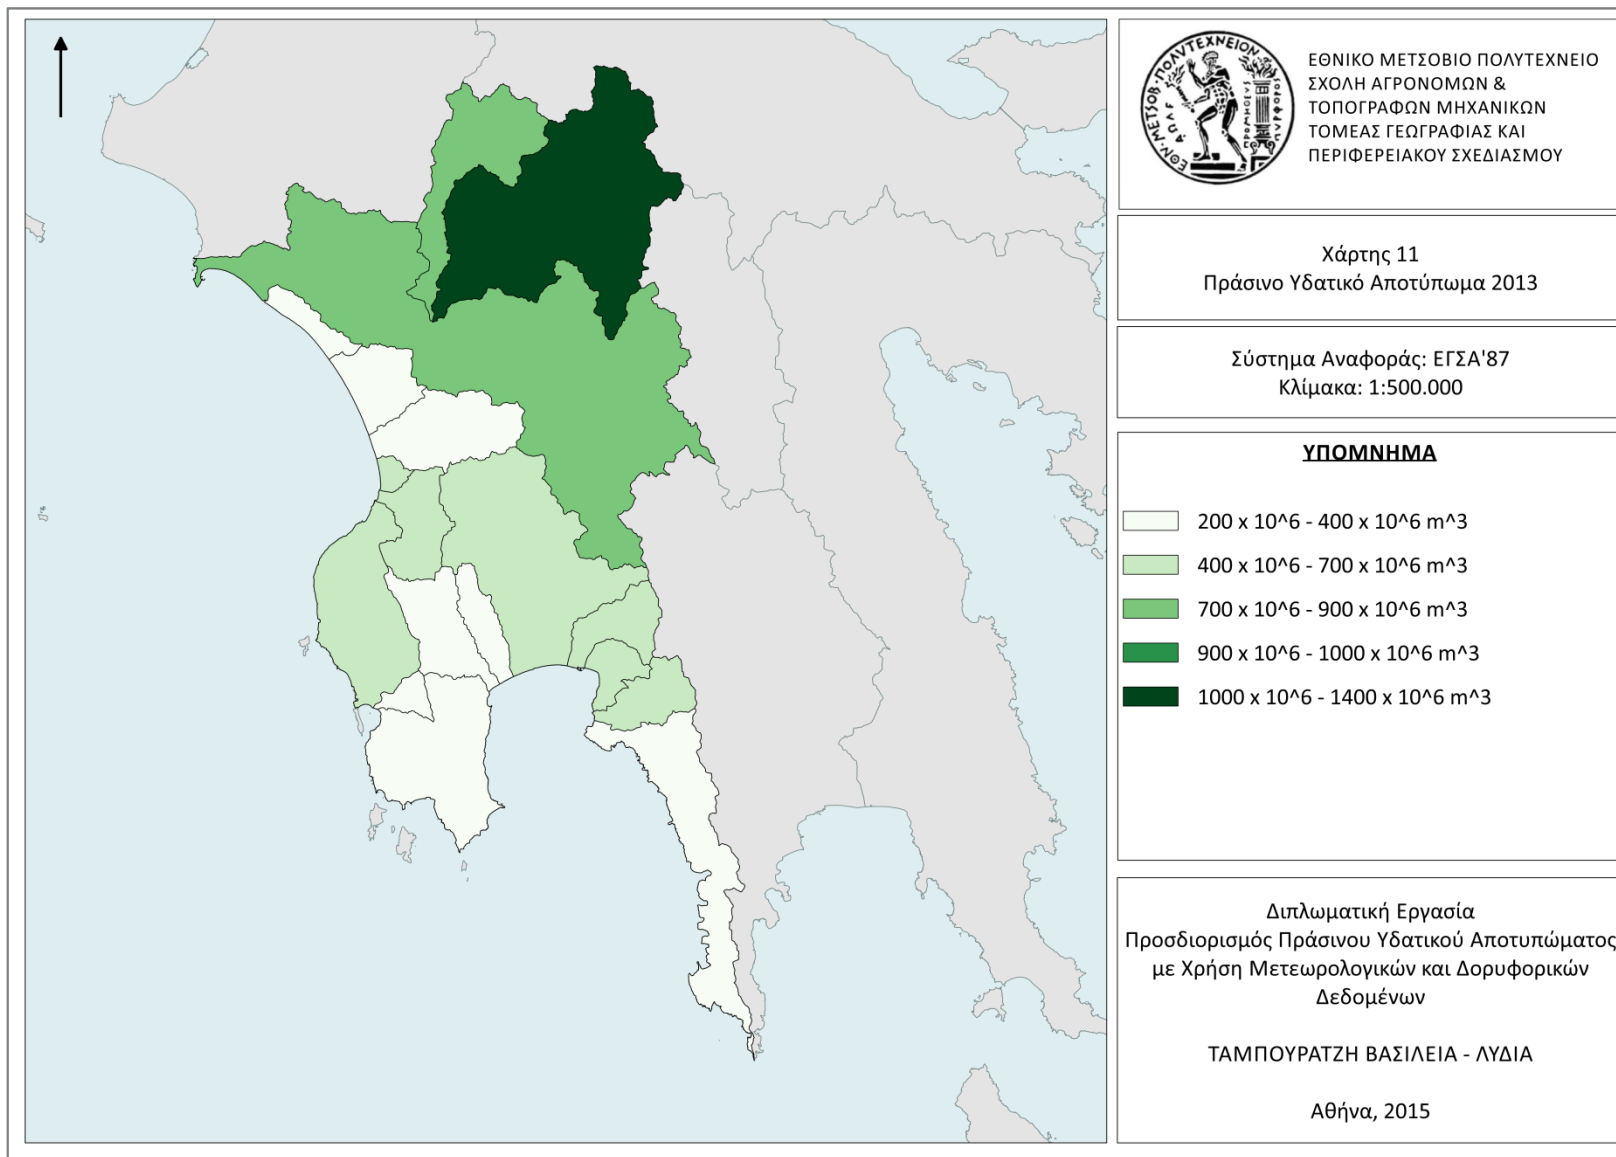 ΕΘΝΙΚΟ ΜΕΤΣΟΒΙΟ ΠΟΛΥΤΕΧΝΕΙΟ
ΣΧΟΛΗ ΑΓΡΟΝΟΜΩΝ &
ΤΟΠΟΓΡΑΦΩΝ ΜΗΧΑΝΙΚΩΝ
ΤΟΜΕΑΣ ΓΕΩΓΡΑΦΙΑΣ ΚΑΙ
ΠΕΡΙΦΕΡΕΙΑΚΟΥ ΣΧΕΔΙΑΣΜΟΥ
Χάρτης 11
Πράσινο Υδατικό Αποτύπωμα 2013
Σύστημα Αναφοράς: ΕΓΣΑ'87
Κλίμακα: 1:500.000
ΥΠΟΜΝΗΜΑ
200 x 10^6 - 400 x 10^6 m^3
400 x 10^6 - 700 x 10^6 m^3
700 x 10^6 - 900 x 10^6 m^3
900 x 10^6 - 1000 x 10^6 m^3
1000 x 10^6 - 1400 x 10^6 m^3
Διπλωματική Εργασία
Προσδιορισμός Πράσινου Υδατικού Αποτυπώματος
με Χρήση Μετεωρολογικών και Δορυφορικών
Δεδομένων
ΤΑΜΠΟΥΡΑΤΖΗ ΒΑΣΙΛΕΙΑ - ΛΥΔΙΑ
Αθήνα, 2015